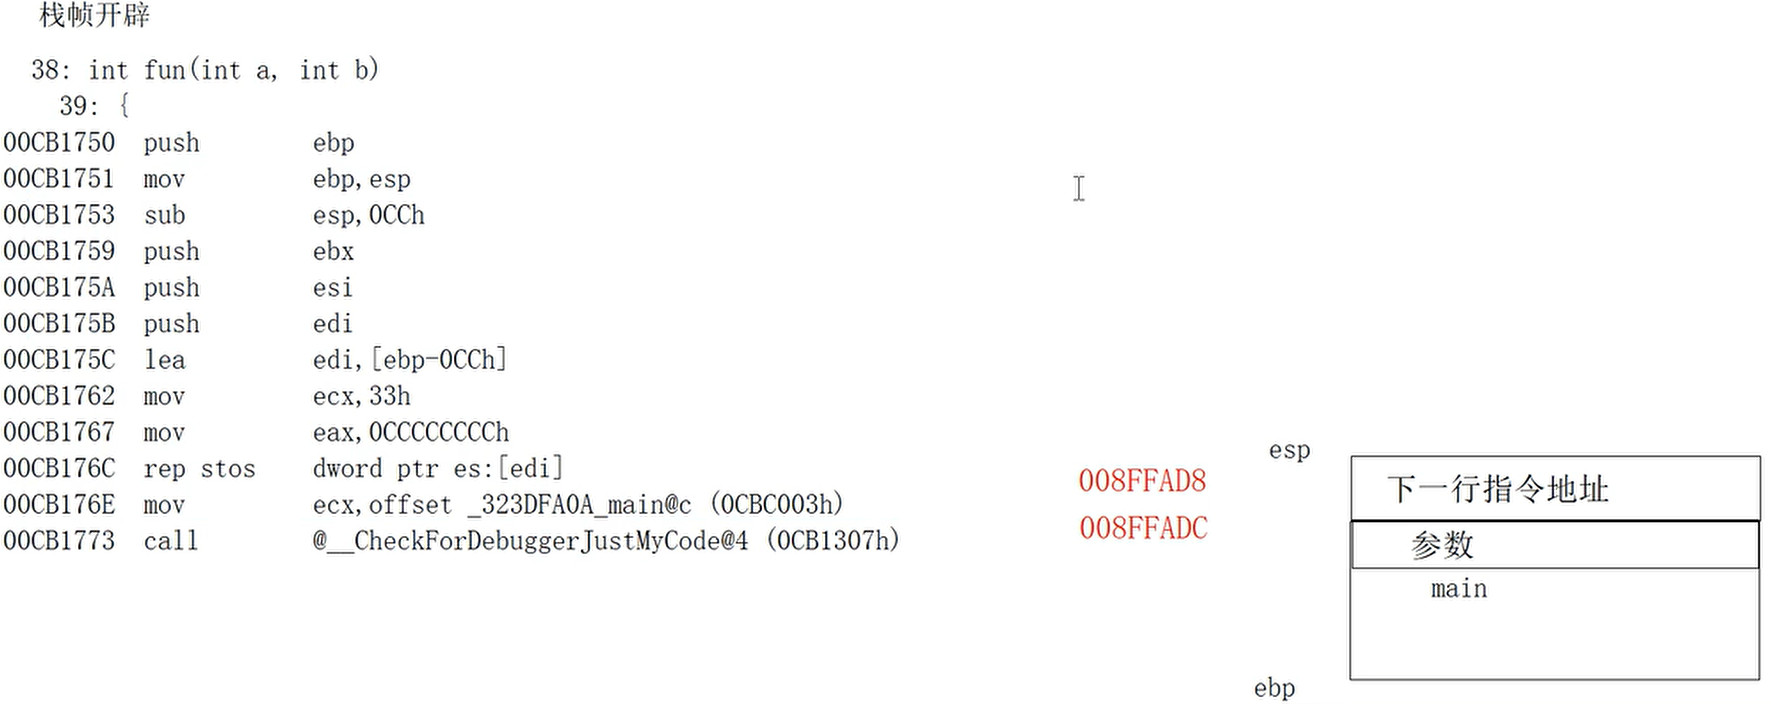 栈帧开辟
38: int fun(int a, int b)
39: {
00CB1750 push ebp
00CB1751 mov ebp,esp
00CB1753 sub esp,0CCh
00CB1759 push ebx
00CB175A push esi
00CB175B push edi
00CB175C lea edi,[ebp-0CCh]
00CB1762 mov ecx,33h
00CB1767 mov eax,0CCCCCCCCh
00CB176C rep stos dword ptr es:[edi]
00CB176E mov ecx,offset _323DFA0A_main@c (0CBC003h)
00CB1773 call @__CheckForDebuggerJustMyCode@4 (0CB1307h)
esp
008FFAD8 下一行指令地址
008FFADC 参数
main
ebp